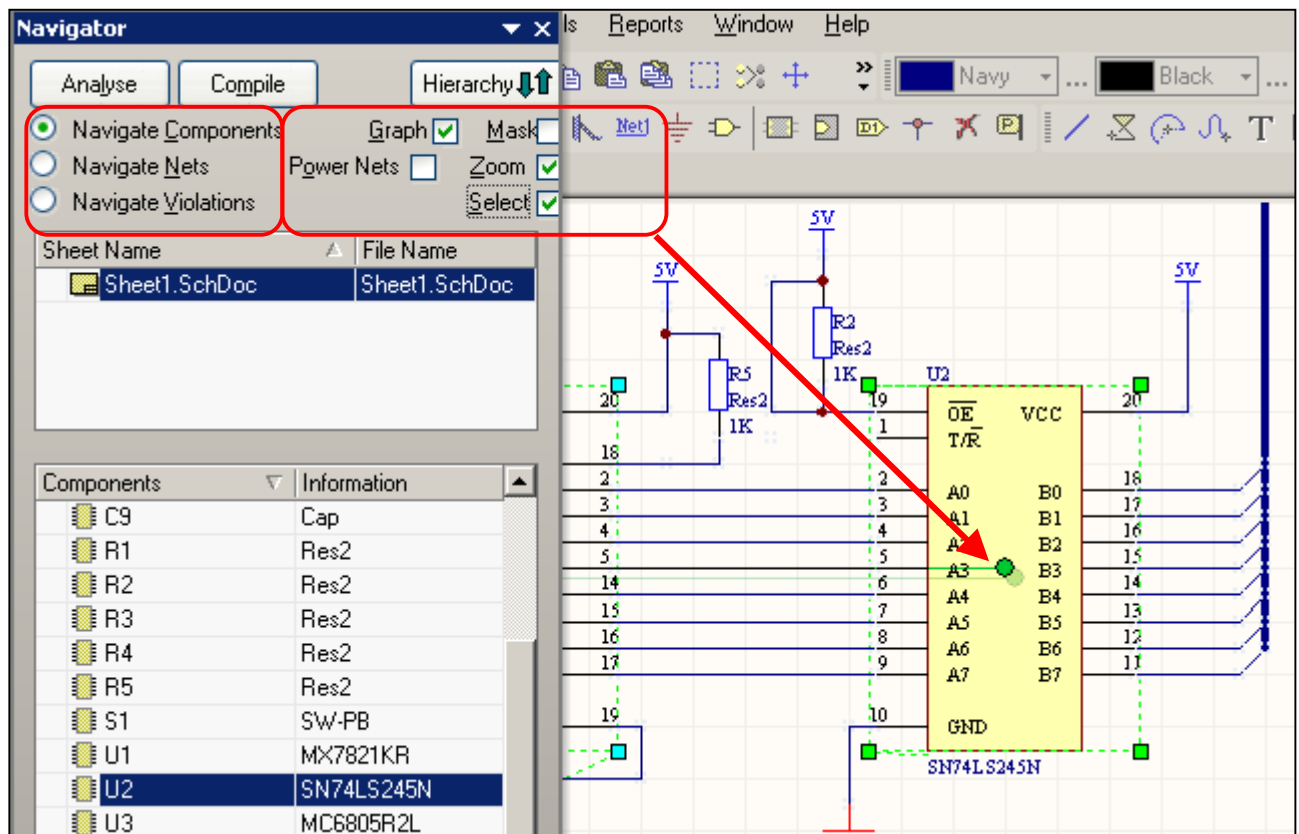 Navigator
ls Reports Window Help
Analyse Compile Hierarchy
Navy ... Black ...
Navigate Components Graph Mask
Net1 D1 P T
Navigate Nets Power Nets Zoom
Navigate Violations Select
Sheet Name File Name
Sheet1.SchDoc Sheet1.SchDoc
Components Information
C9 Cap
R1 Res2
R2 Res2
R3 Res2
R4 Res2
R5 Res2
S1 SW-PB
U1 MX7821KR
U2 SN74LS245N
U3 MC6805R2L
5V
5V
5V
R2
Res2
1K
R5
Res2
1K
U2
20 19 OE VCC 20
1 T/R
18
2 2 A0 B0 18
3 3 A1 B1 17
4 4 A2 B2 16
5 5 A3 B3 15
14 6 A4 B4 14
15 7 A5 B5 13
16 8 A6 B6 12
17 9 A7 B7 11
19 10 GND
SN74LS245N